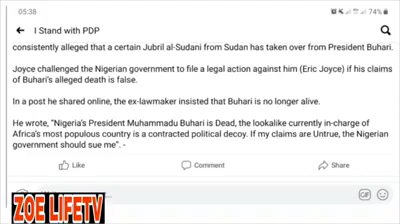 05:38
74%
I Stand with PDP
consistently alleged that a certain Jubril al-Sudani from Sudan has taken over from President Buhari.
Joyce challenged the Nigerian government to file a legal action against him (Eric Joyce) if his claims
of Buhari's alleged death is false.
In a post he shared online, the ex-lawmaker insisted that Buhari is no longer alive.
He wrote, "Nigeria's President Muhammadu Buhari is Dead, the lookalike currently in-charge of
Africa's most populous country is a contracted political decoy. If my claims are Untrue, the Nigerian
government should sue me". -
Like
Comment
Share
GIF
ZOE LIFETV